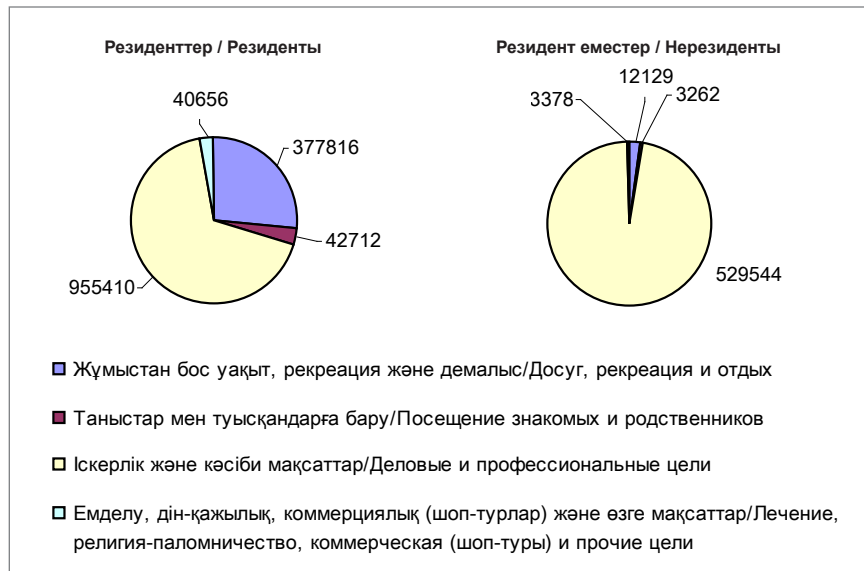 Резиденттер / Резиденты
Резидент еместер / Нерезиденты
40656
377816
42712
955410
3378
12129
3262
529544
Жұмыстан бос уақыт, рекреация және демалыс/Досуг, рекреация и отдых
Таныстар мен туысқандарға бару/Посещение знакомых и родственников
Іскерлік және кәсіби мақсаттар/Деловые и профессиональные цели
Емделу, дін-қажылық, коммерциялық (шоп-турлар) және өзге мақсаттар/Лечение,
религия-паломничество, коммерческая (шоп-туры) и прочие цели